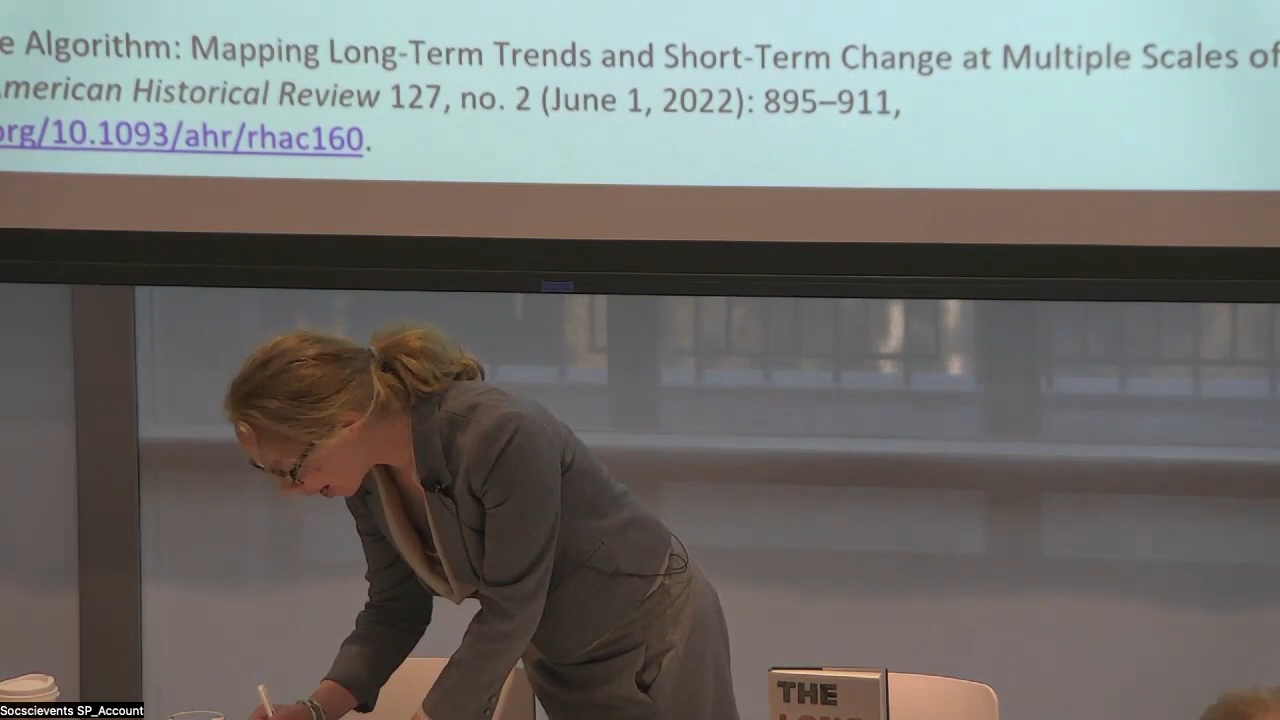 e Algorithm: Mapping Long-Term Trends and Short-Term Change at Multiple Scales of
merican Historical Review 127, no. 2 (June 1, 2022): 895–911,
org/10.1093/ahr/rhac160.
THE
LONG
Socscievents SP_Account